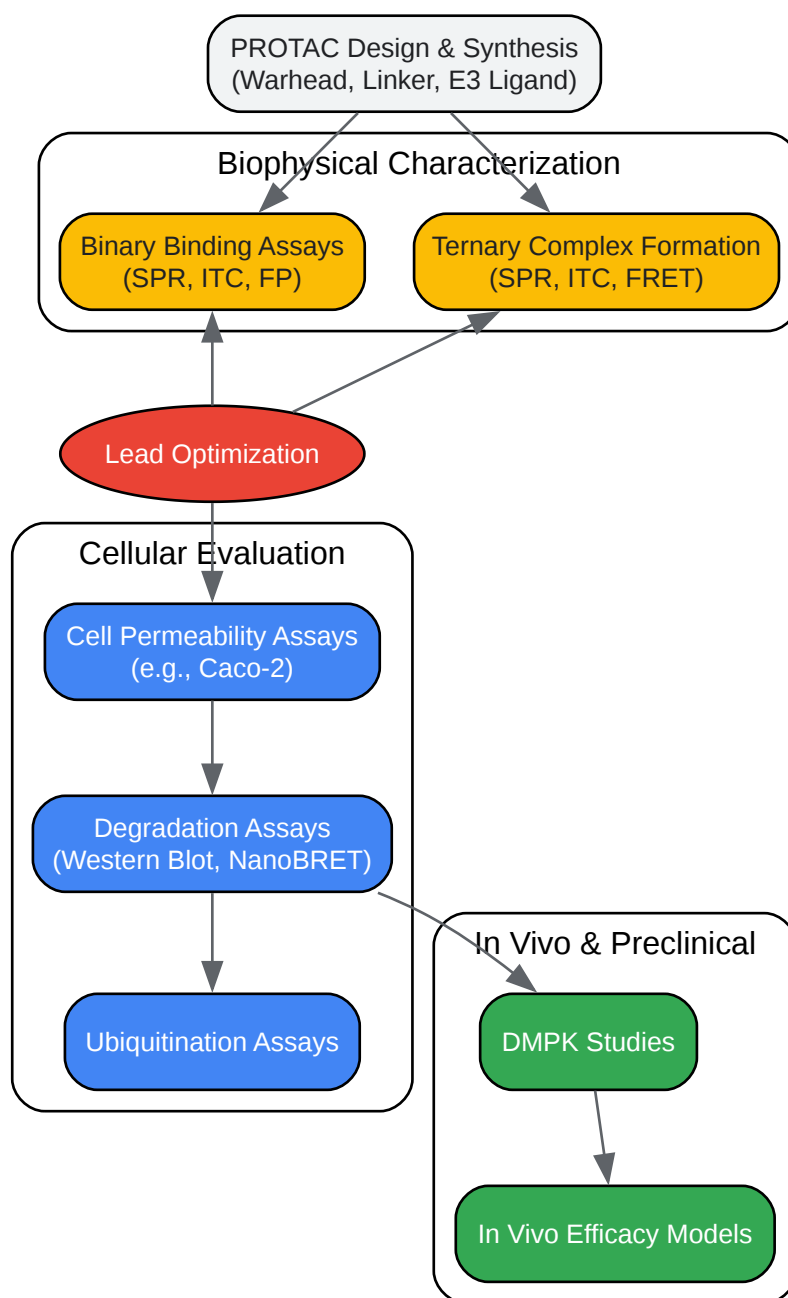 PROTAC Design & Synthesis
(Warhead, Linker, E3 Ligand)
Biophysical Characterization
Binary Binding Assays
(SPR, ITC, FP)
Ternary Complex Formation
(SPR, ITC, FRET)
Lead Optimization
Cellular Evaluation
Cell Permeability Assays
(e.g., Caco-2)
Degradation Assays
(Western Blot, NanoBRET)
Ubiquitination Assays
In Vivo & Preclinical
DMPK Studies
In Vivo Efficacy Models